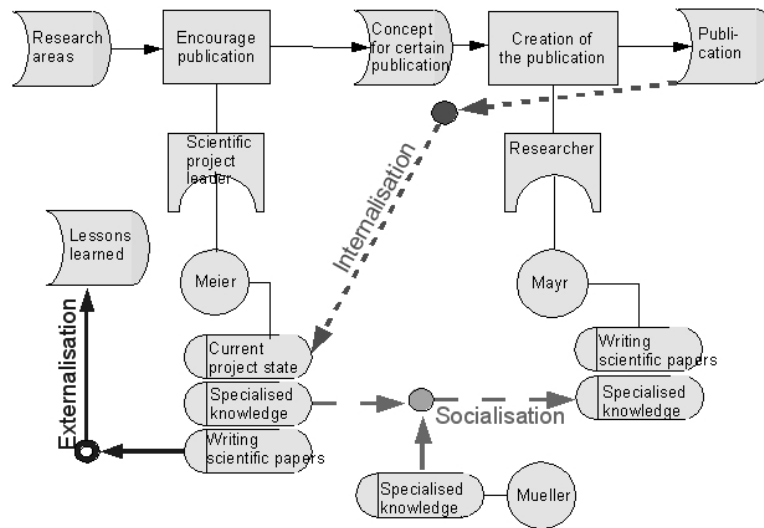 Research
areas
Encourage
publication
Concept
for certain
publication
Creation of
the publication
Publi-
cation
Scientific
project
leader
Researcher
Internalisation
Lessons
learned
Meier
Mayr
Externalisation
Current
project state
Writing
scientific papers
Specialised
knowledge
Socialisation
Specialised
knowledge
Writing
scientific papers
Specialised
knowledge
Mueller